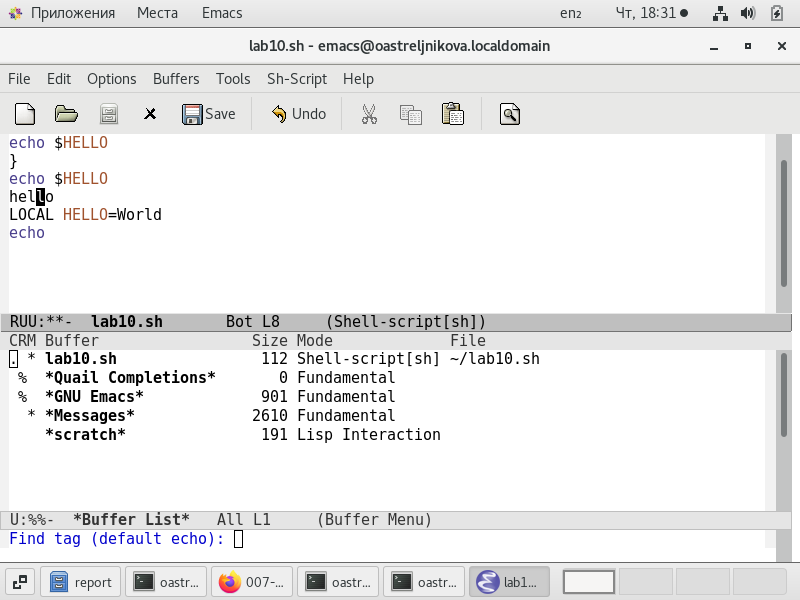 Приложения Места Emacs en₂ Чт, 18:31
lab10.sh - emacs@oastreljnikova.localdomain
File Edit Options Buffers Tools Sh-Script Help
Save Undo
echo $HELLO
}
echo $HELLO
hello
LOCAL HELLO=World
echo
RUU:**- lab10.sh Bot L8 (Shell-script[sh])
CRM Buffer Size Mode File
. * lab10.sh 112 Shell-script[sh] ~/lab10.sh
% *Quail Completions* 0 Fundamental
% *GNU Emacs* 901 Fundamental
* *Messages* 2610 Fundamental
*scratch* 191 Lisp Interaction
U:%%- *Buffer List* All L1 (Buffer Menu)
Find tag (default echo):
report oastr... 007-... oastr... oastr... lab1...